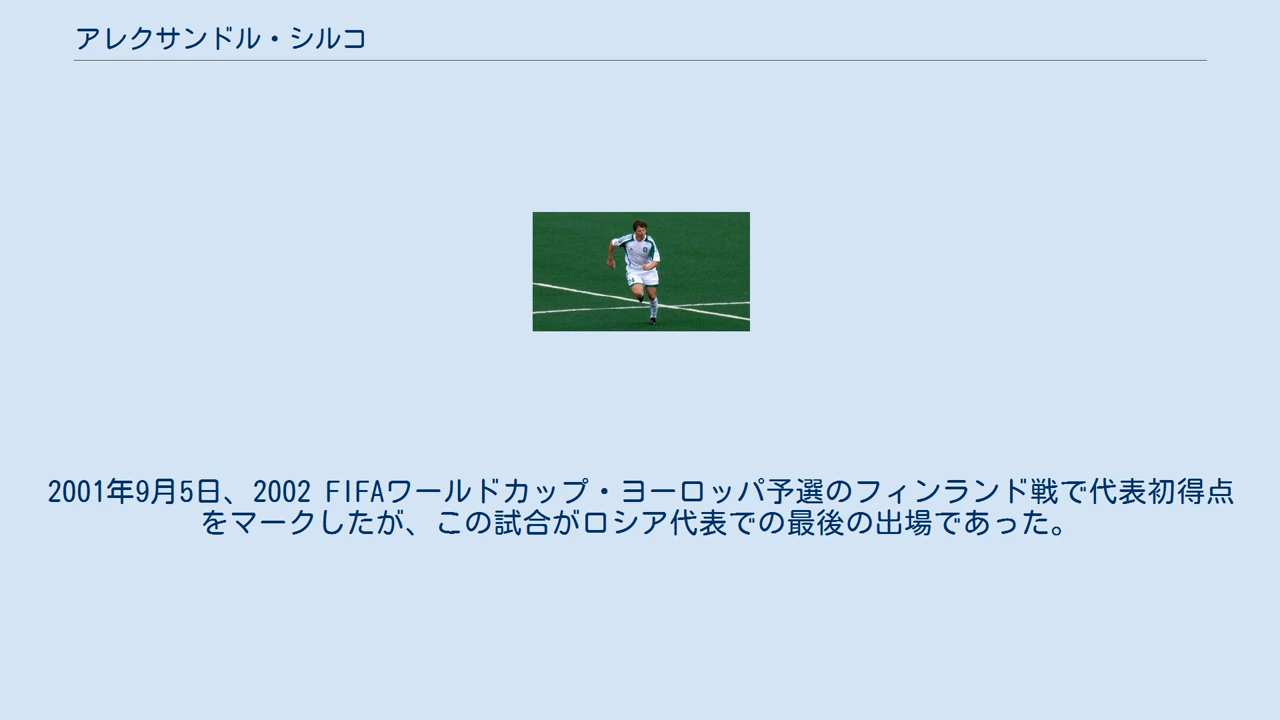 アレクサンドル・シルコ
2001年9月5日、2002 FIFAワールドカップ・ヨーロッパ予選のフィンランド戦で代表初得点
をマークしたが、この試合がロシア代表での最後の出場であった。